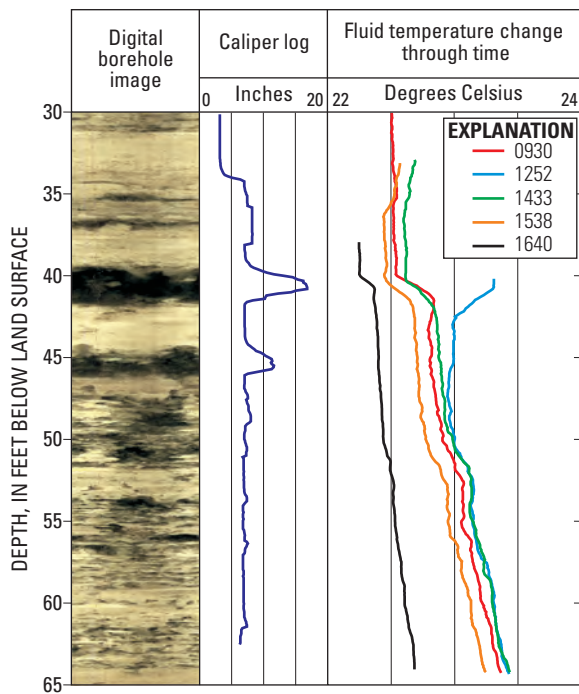 Digital
borehole
image
Caliper log
Fluid temperature change
through time
0 Inches 20
22 Degrees Celsius 24
EXPLANATION
0930
1252
1433
1538
1640
DEPTH, IN FEET BELOW LAND SURFACE
30
35
40
45
50
55
60
65